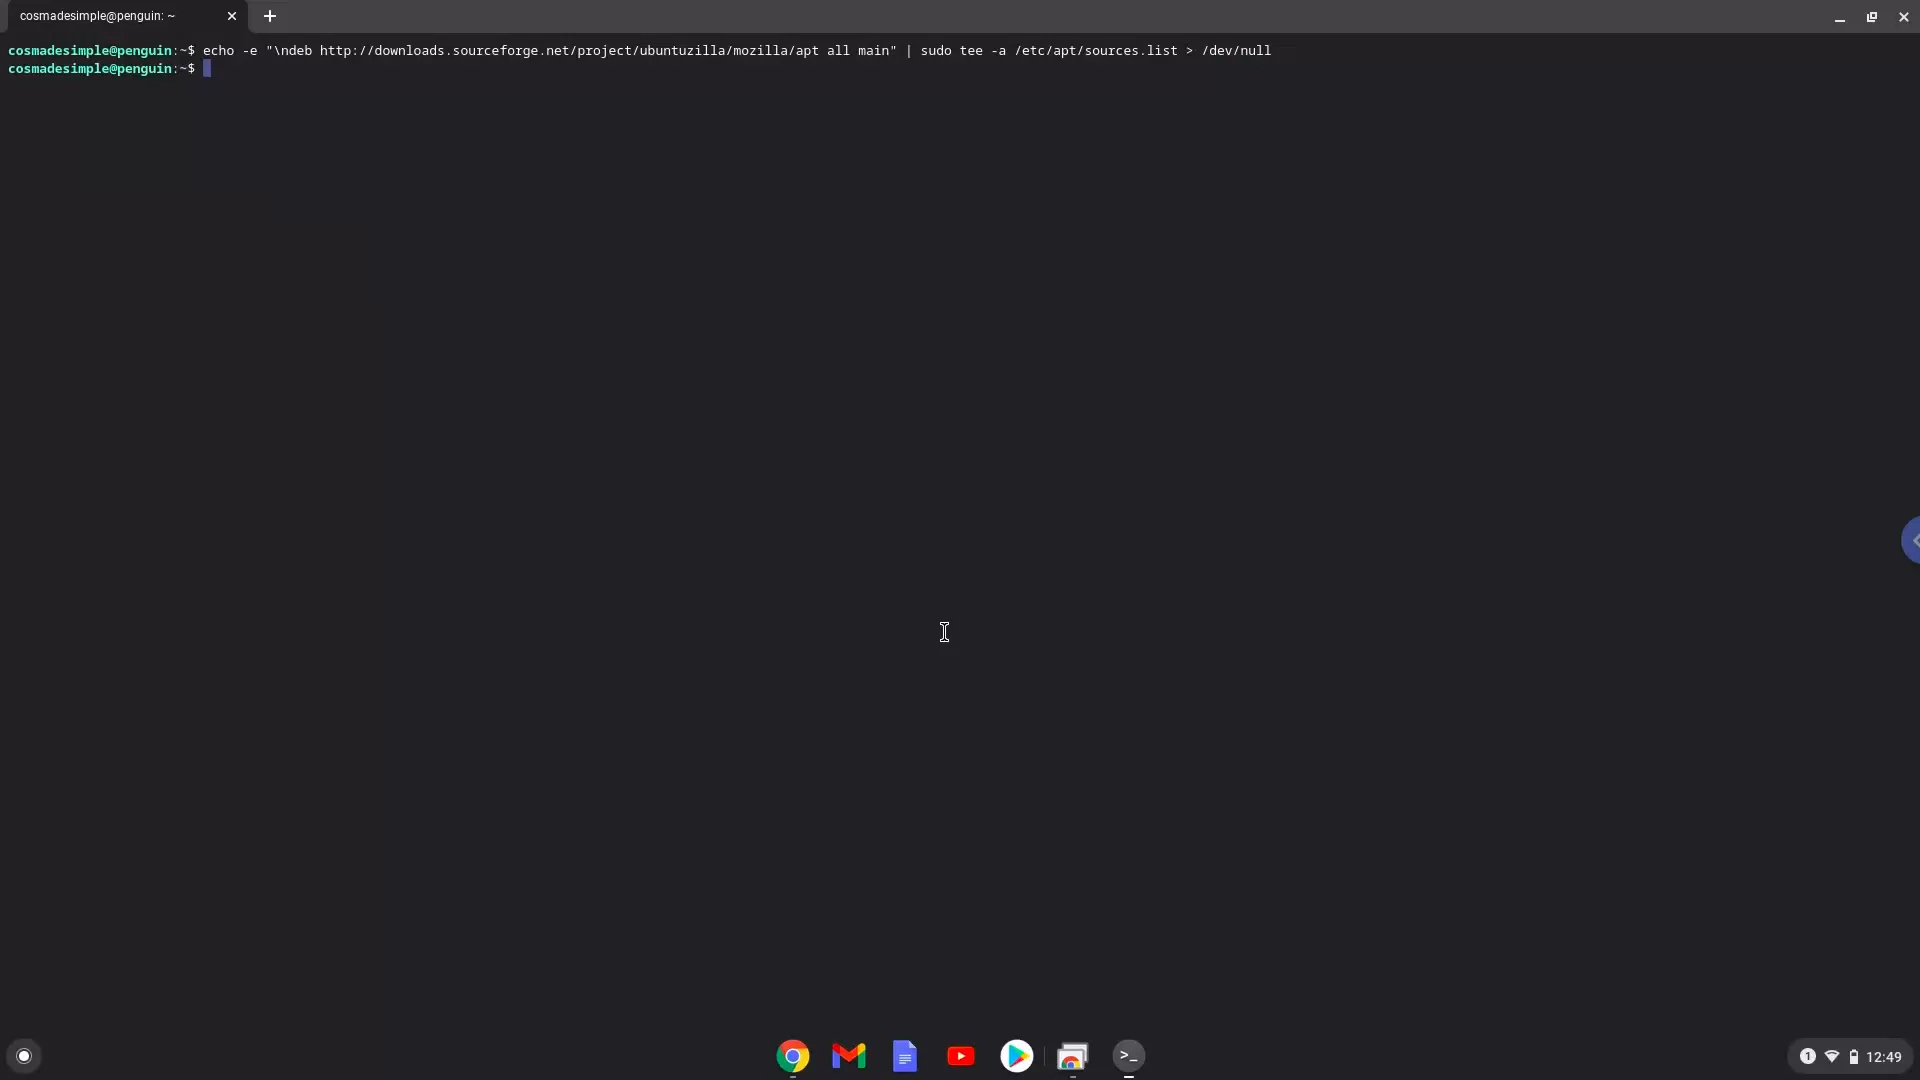 cosmadesimple@penguin: ~
cosmadesimple@penguin:~$ echo -e "\ndeb http://downloads.sourceforge.net/project/ubuntuzilla/mozilla/apt all main" | sudo tee -a /etc/apt/sources.list > /dev/null
cosmadesimple@penguin:~$
>_
1 12:49